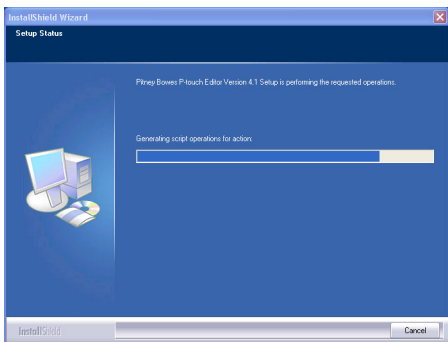 InstallShield Wizard
Setup Status
Pitney Bowes P-touch Editor Version 4.1 Setup is performing the requested operations.
Generating script operations for action:
InstallShield
Cancel